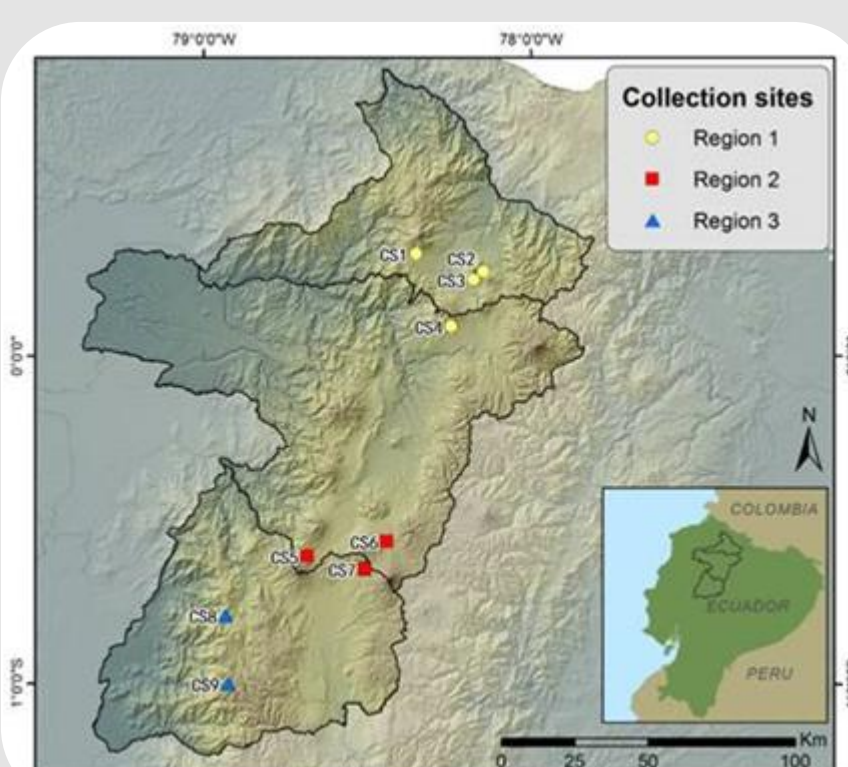 79°0'0"W
78°0'0"W
Collection sites
Region 1
Region 2
Region 3
CS1
CS2
CS3
CS4
0°0'0"
N
COLOMBIA
ECUADOR
PERU
CS5
CS6
CS7
CS8
CS9
1°0'0"S
Km
0
25
50
100